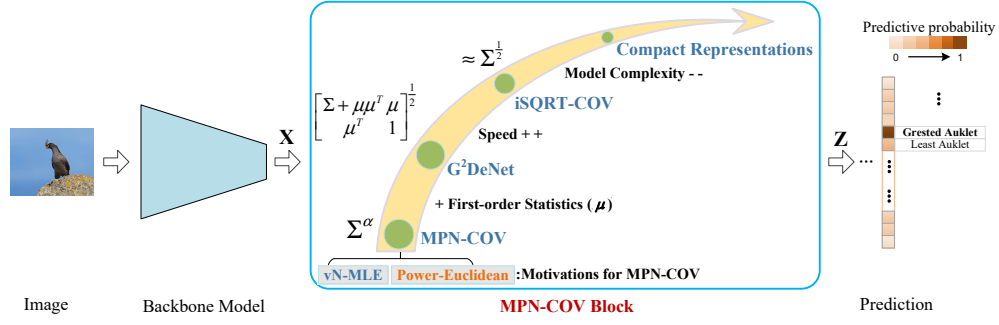 Predictive probability
0 1
≈ Σ^{1/2}
Compact Representations
Model Complexity - -
iSQRT-COV
[Σ + μμ^T μ
μ^T 1]^{1/2}
Speed + +
X
Z
Grested Auklet
Least Auklet
G²DeNet
+ First-order Statistics ( μ )
Σ^α
MPN-COV
vN-MLE Power-Euclidean :Motivations for MPN-COV
Image
Backbone Model
MPN-COV Block
Prediction